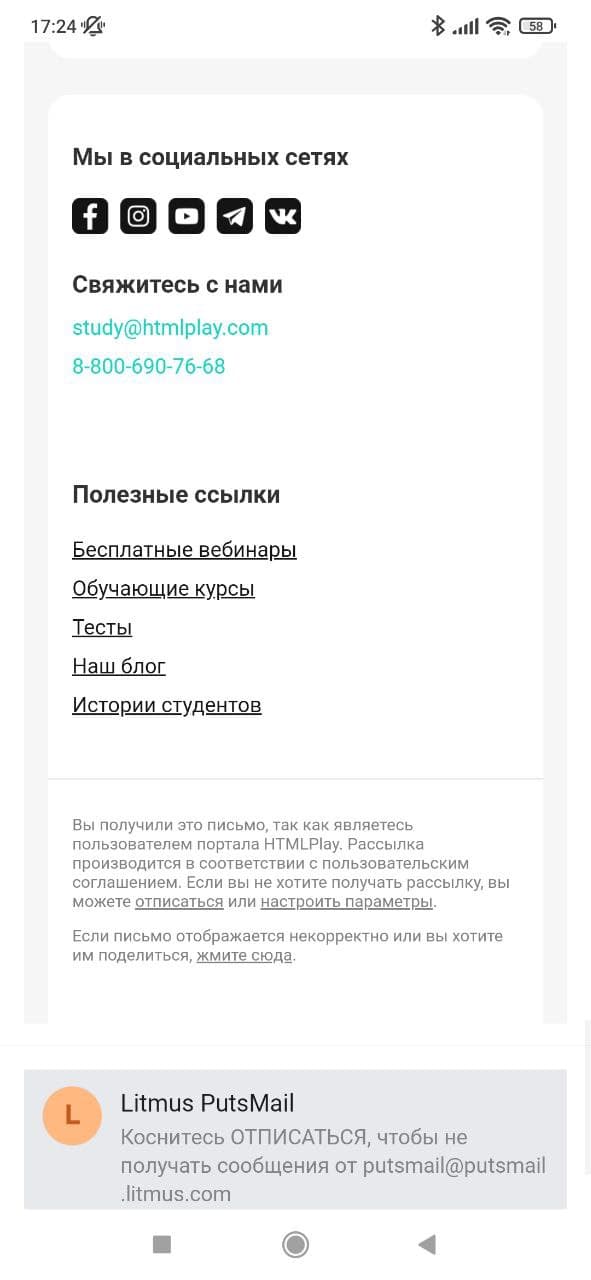 17:24
58
Мы в социальных сетях
Свяжитесь с нами
study@htmlplay.com
8-800-690-76-68
Полезные ссылки
Бесплатные вебинары
Обучающие курсы
Тесты
Наш блог
Истории студентов
Вы получили это письмо, так как являетесь
пользователем портала HTMLPlay. Рассылка
производится в соответствии с пользовательским
соглашением. Если вы не хотите получать рассылку, вы
можете отписаться или настроить параметры.
Если письмо отображается некорректно или вы хотите
им поделиться, жмите сюда.
L
Litmus PutsMail
Коснитесь ОТПИСАТЬСЯ, чтобы не
получать сообщения от putsmail@putsmail
.litmus.com